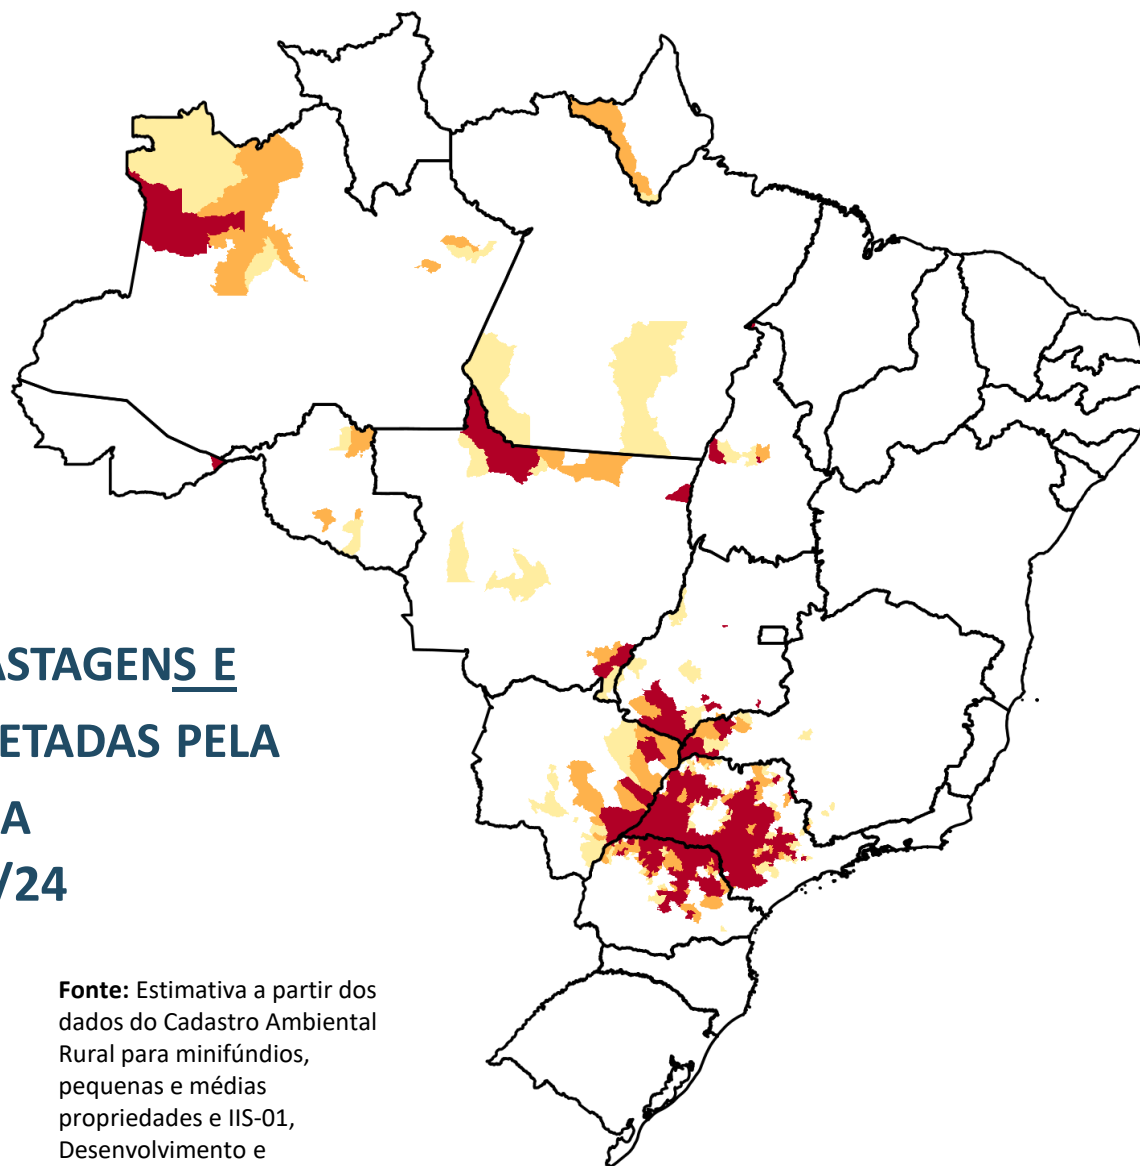 ASTAGENS E
ETADAS PELA
A
/24
Fonte: Estimativa a partir dos
dados do Cadastro Ambiental
Rural para minifúndios,
pequenas e médias
propriedades e IIS-01,
Desenvolvimento e